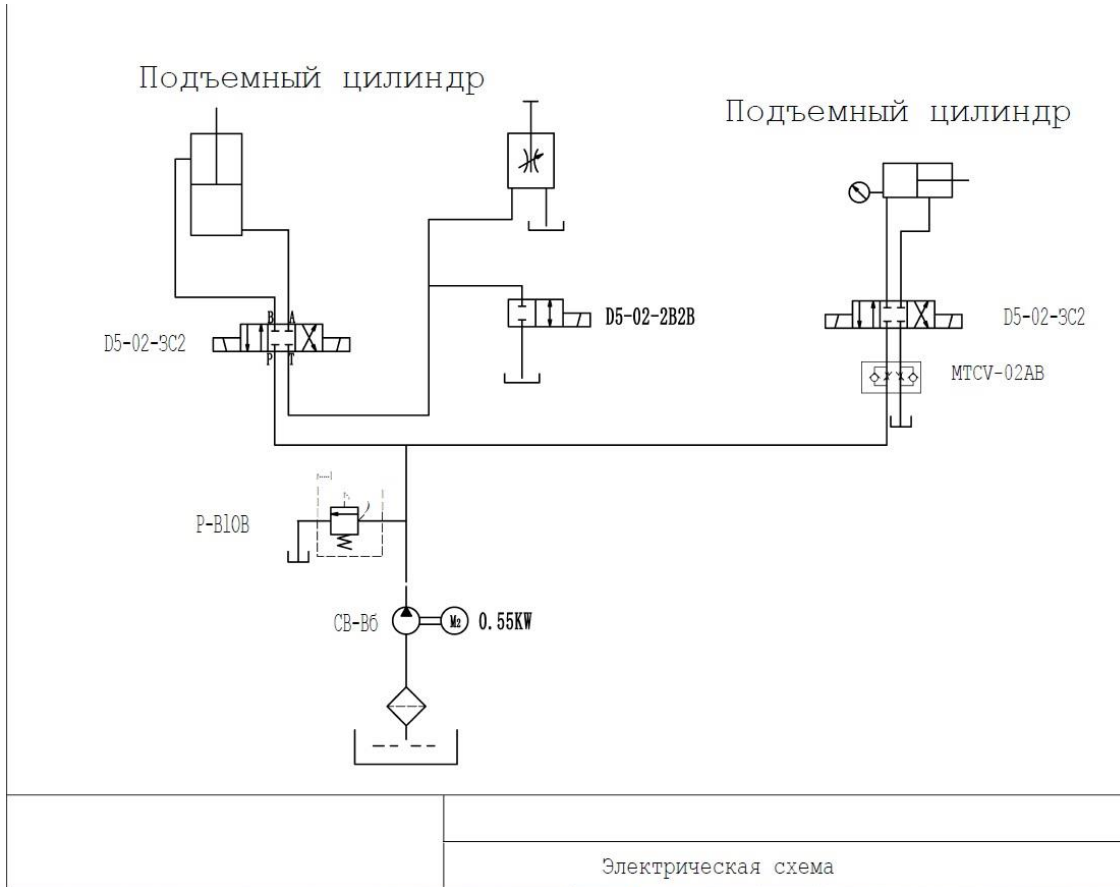 Подъемный цилиндр
Подъемный цилиндр
B A
D5-02-3C2
P T
D5-02-2B2B
D5-02-3C2
MTCV-02AB
P-B10B
CB-Bб
M2
0.55KW
Электрическая схема